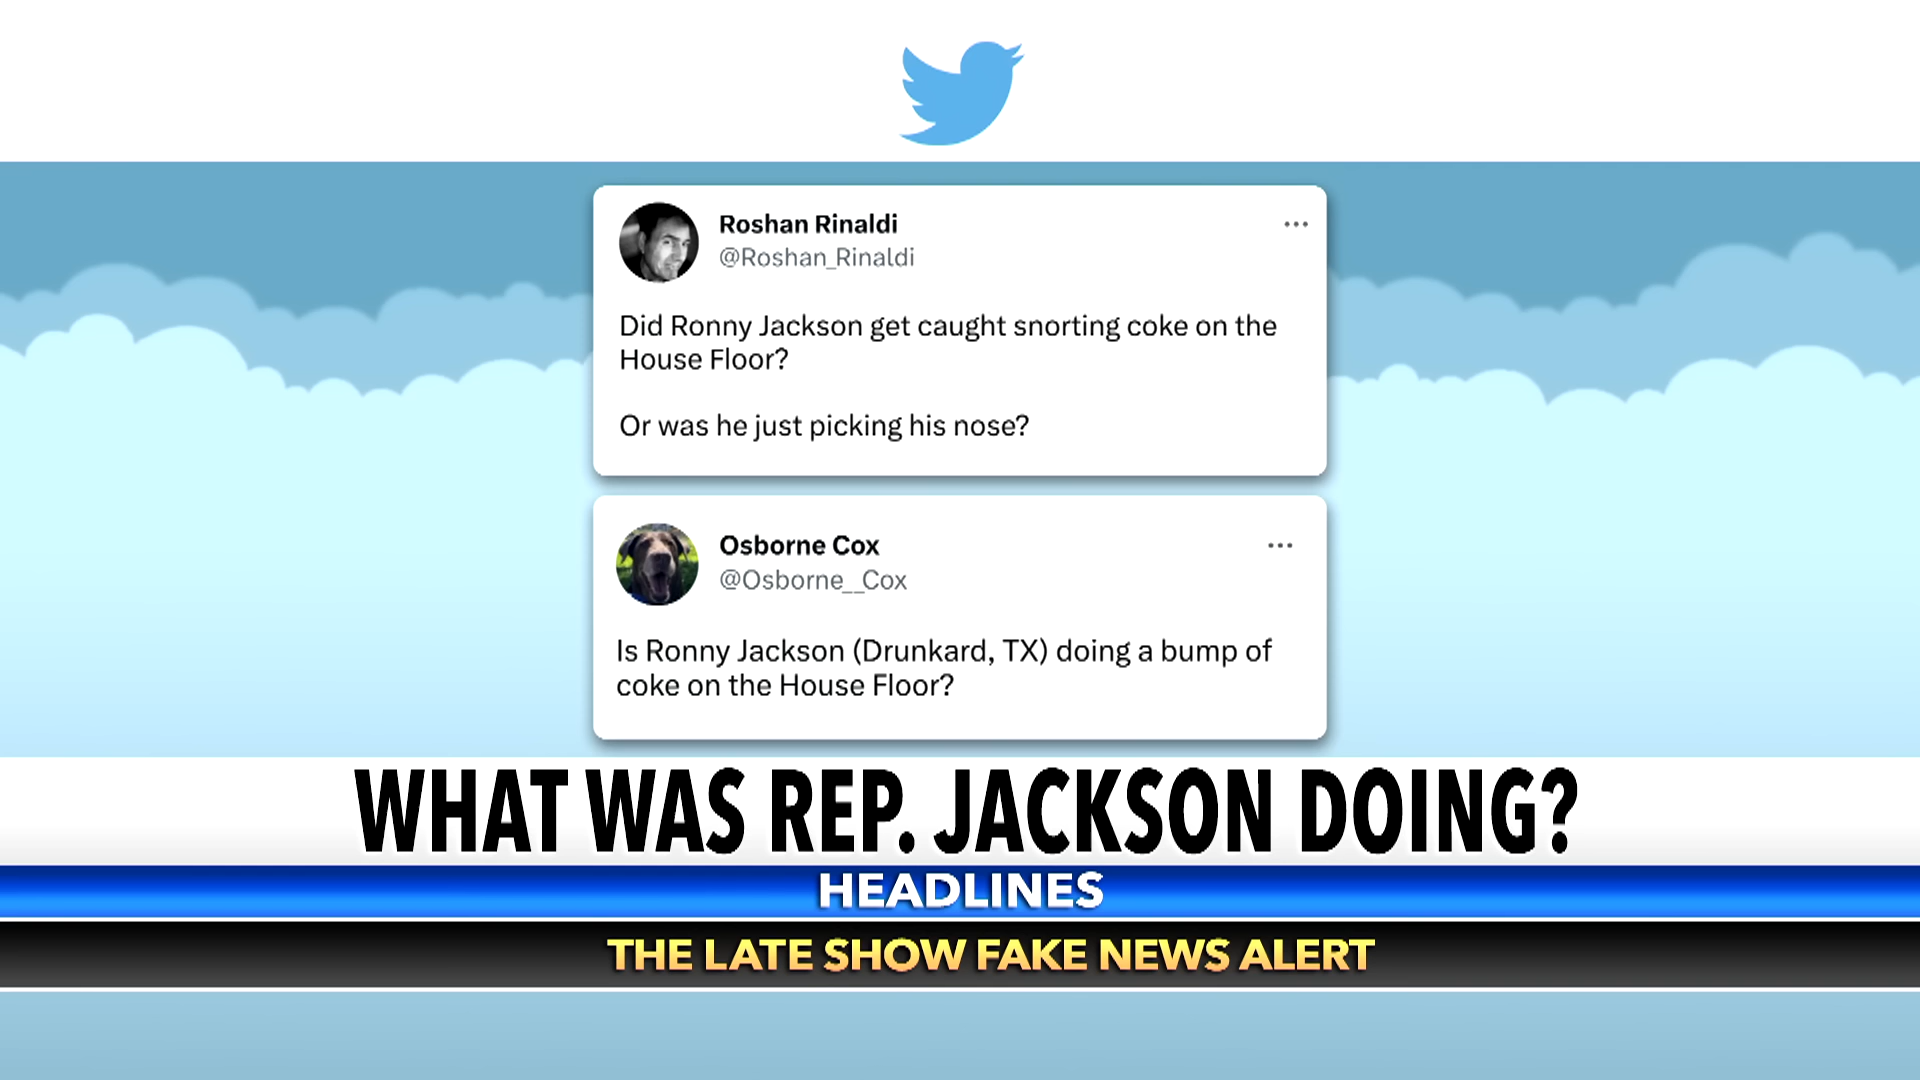 Roshan Rinaldi
@Roshan_Rinaldi
Did Ronny Jackson get caught snorting coke on the
House Floor?
Or was he just picking his nose?
Osborne Cox
@Osborne__Cox
Is Ronny Jackson (Drunkard, TX) doing a bump of
coke on the House Floor?
WHAT WAS REP. JACKSON DOING?
HEADLINES
THE LATE SHOW FAKE NEWS ALERT